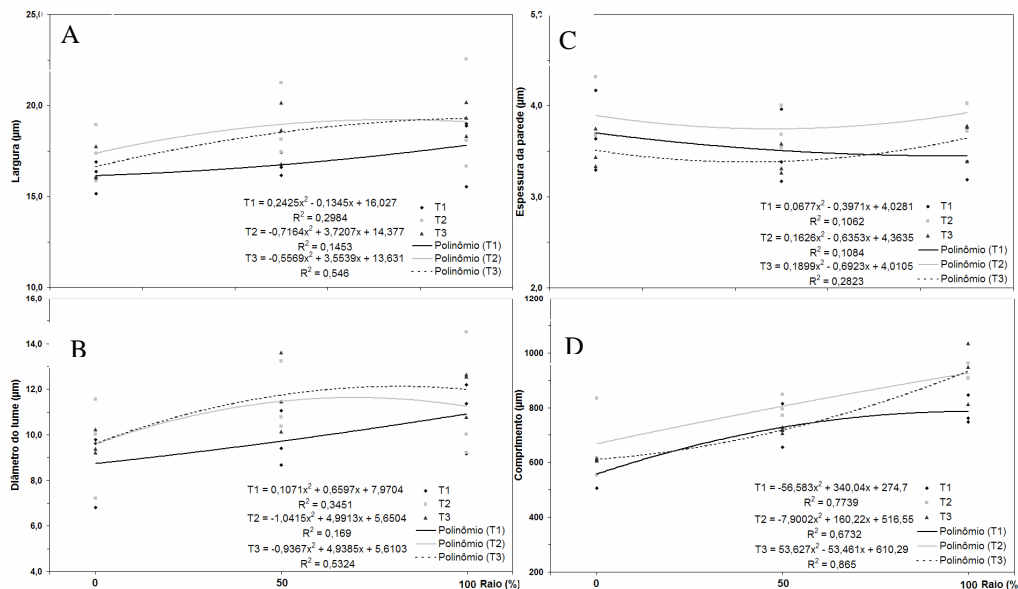 A
Largura (µm)
25,0
20,0
15,0
10,0
T1 = 0,2425x² - 0,1345x + 16,027
R² = 0,2984
T2 = -0,7164x² + 3,7207x + 14,377
R² = 0,1453
T3 = -0,5569x² + 3,5539x + 13,631
R² = 0,546
T1
T2
T3
Polinômio (T1)
Polinômio (T2)
Polinômio (T3)
C
Espessura da parede (µm)
5,0
4,0
3,0
2,0
T1 = 0,0677x² - 0,3971x + 4,0281
R² = 0,1062
T2 = 0,1626x² - 0,6353x + 4,3635
R² = 0,1084
T3 = 0,1899x² - 0,6923x + 4,0105
R² = 0,2823
T1
T2
T3
Polinômio (T1)
Polinômio (T2)
Polinômio (T3)
B
Diâmetro do lume (µm)
16,0
14,0
12,0
10,0
8,0
6,0
4,0
T1 = 0,1071x² + 0,6597x + 7,9704
R² = 0,3451
T2 = -1,0415x² + 4,9913x + 5,6504
R² = 0,169
T3 = -0,9367x² + 4,9385x + 5,6103
R² = 0,5324
T1
T2
T3
Polinômio (T1)
Polinômio (T2)
Polinômio (T3)
0
50
100 Raio (%
D
Comprimento (µm)
1200
1000
800
600
400
200
T1 = -56,583x² + 340,04x + 274,7
R² = 0,7739
T2 = -7,9002x² + 160,22x + 516,55
R² = 0,6732
T3 = 53,627x² - 53,461x + 610,29
R² = 0,865
T1
T2
T3
Polinômio (T1)
Polinômio (T2)
Polinômio (T3)
0
50
100 Raio (%